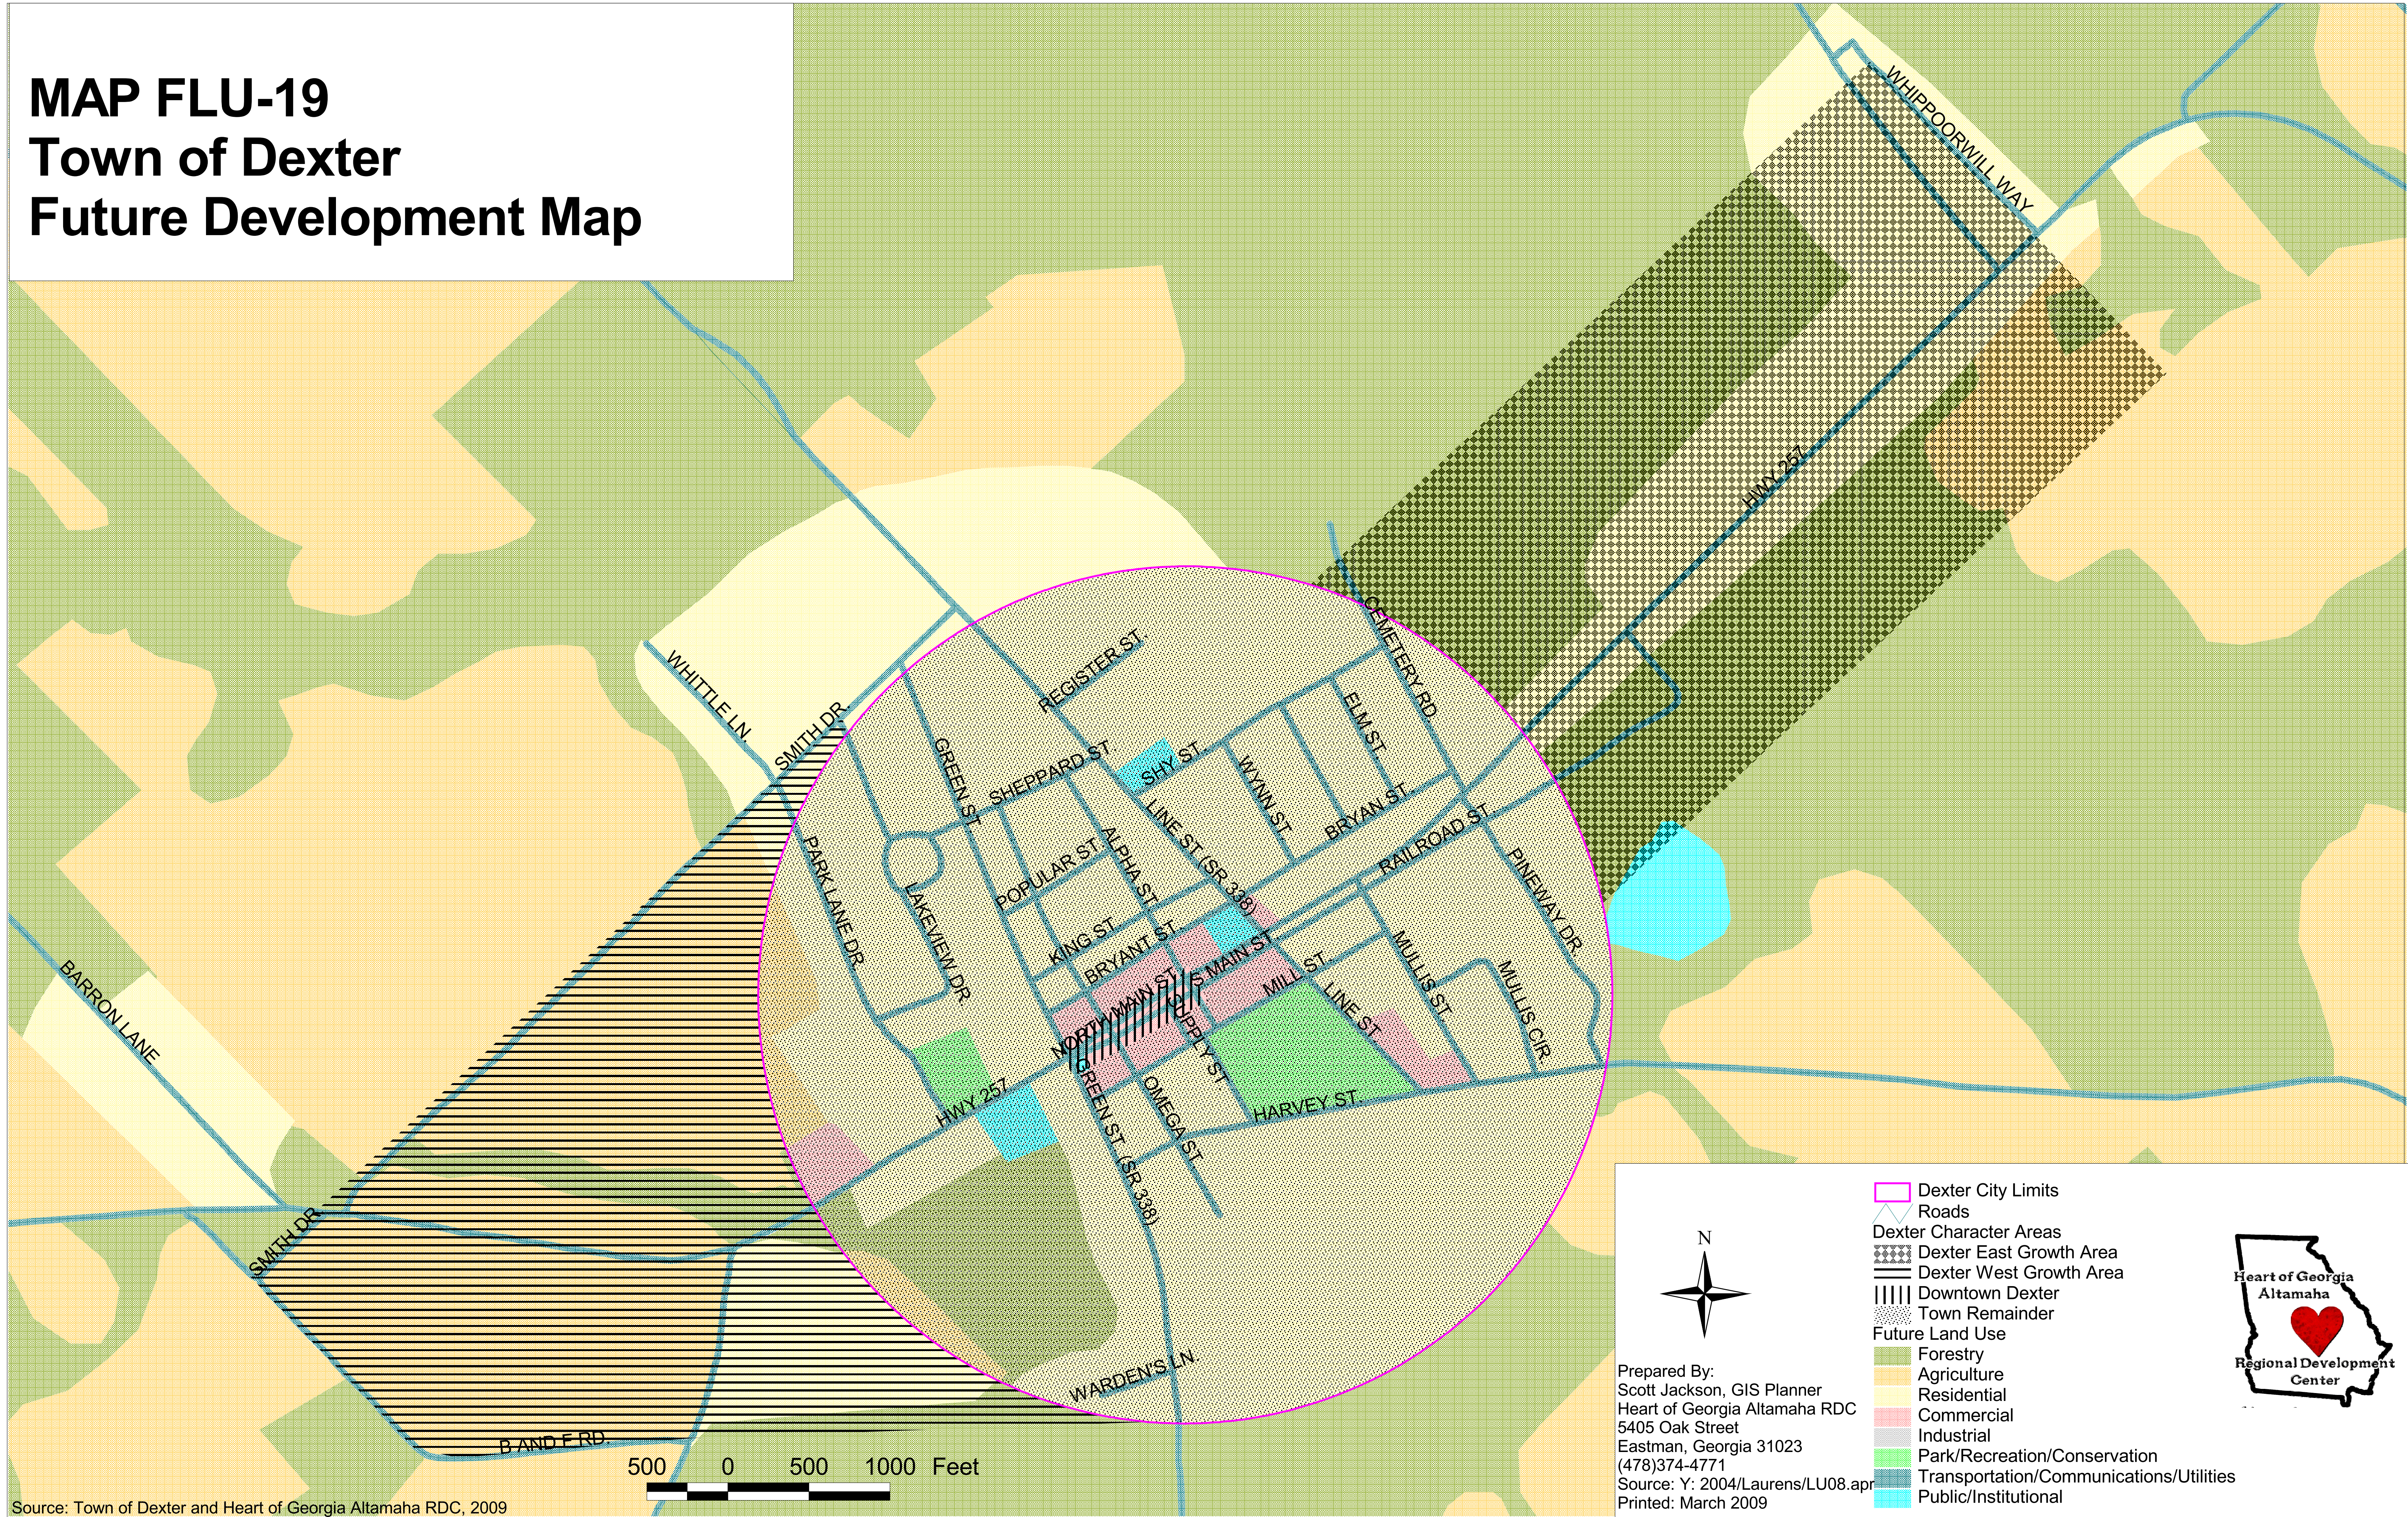 MAP FLU-19
Town of Dexter
Future Development Map
WHIPPOORWILL WAY
HWY 257
CEMETERY RD.
REGISTER ST.
WHITTLE LN.
SMITH DR.
GREEN ST
SHEPPARD ST
SHY ST.
ELM ST.
WYNN ST.
BRYAN ST.
LINE ST (SR 338)
RAILROAD ST.
ALPHA ST.
POPULAR ST.
PARK LANE DR.
LAKEVIEW DR
PINEWAY DR.
KING ST.
BRYANT ST.
NORTH MAIN ST.
S MAIN ST.
MILL ST.
SUPPLY ST
LINE ST.
MULLIS ST.
MULLIS CIR.
BARRON LANE
HWY 257
GREEN ST. (SR 338)
OMEGA ST.
HARVEY ST.
SMITH DR
WARDEN'S LN.
B AND F RD.
500 0 500 1000 Feet
Source: Town of Dexter and Heart of Georgia Altamaha RDC, 2009
N
Prepared By:
Scott Jackson, GIS Planner
Heart of Georgia Altamaha RDC
5405 Oak Street
Eastman, Georgia 31023
(478)374-4771
Source: Y: 2004/Laurens/LU08.apr
Printed: March 2009
Dexter City Limits
Roads
Dexter Character Areas
Dexter East Growth Area
Dexter West Growth Area
Downtown Dexter
Town Remainder
Future Land Use
Forestry
Agriculture
Residential
Commercial
Industrial
Park/Recreation/Conservation
Transportation/Communications/Utilities
Public/Institutional
Heart of Georgia
Altamaha
Regional Development
Center